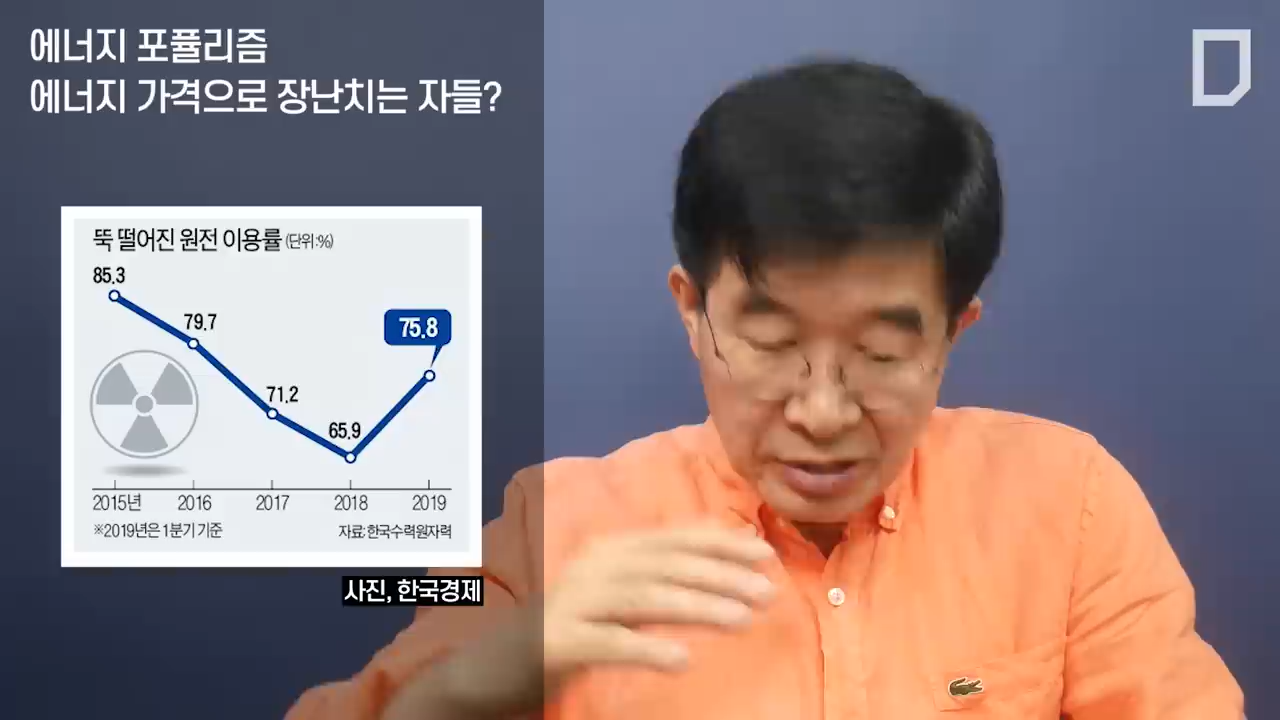 에너지 포퓰리즘
에너지 가격으로 장난치는 자들?
뚝 떨어진 원전 이용률 (단위:%)
85.3
79.7
71.2
65.9
75.8
2015년 2016 2017 2018 2019
※2019년은 1분기 기준 자료:한국수력원자력
사진, 한국경제